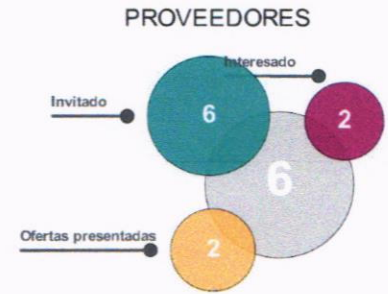 PROVEEDORES
Interesado
Invitado
6
2
6
Ofertas presentadas
2